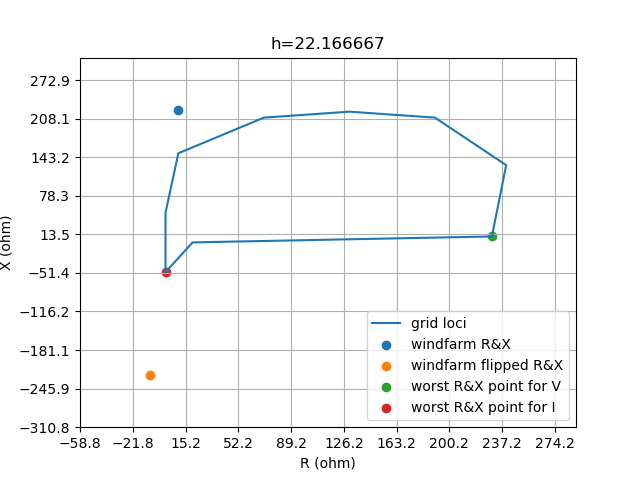 h=22.166667
272.9
208.1
143.2
78.3
13.5
−51.4
−116.2
−181.1
−245.9
−310.8
X (ohm)
grid loci
windfarm R&X
windfarm flipped R&X
worst R&X point for V
worst R&X point for I
−58.8 −21.8 15.2 52.2 89.2 126.2 163.2 200.2 237.2 274.2
R (ohm)